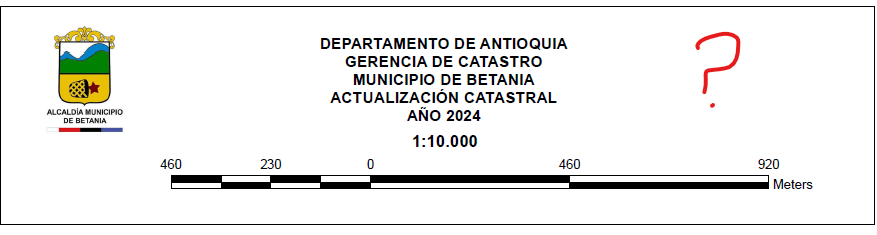 DEPARTAMENTO DE ANTIOQUIA
GERENCIA DE CATASTRO
MUNICIPIO DE BETANIA
ACTUALIZACIÓN CATASTRAL
AÑO 2024
1:10.000
ALCALDÍA MUNICIPIO
DE BETANIA
?
460 230 0 460 920
Meters